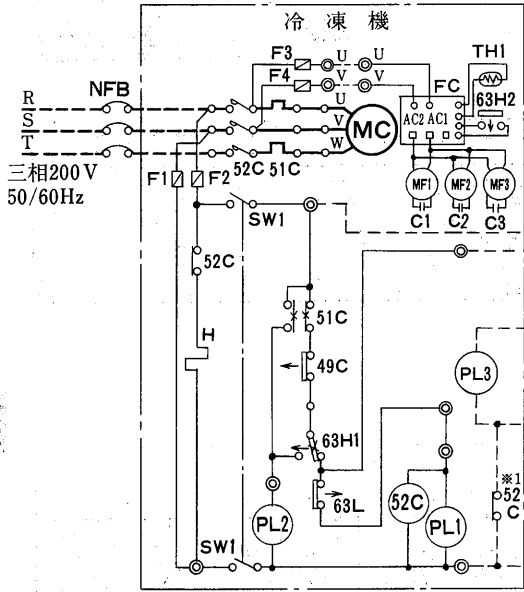 冷凍機
F3 U U TH1
F4 V V FC 63H2
NFB
R U
S V MC AC2 AC1
T W
三相200V F1 F2 52C 51C MF1 MF2 MF3
50/60Hz
SW1 C1 C2 C3
52C
51C
H 49C PL3
63H1
※1
52
C
PL2 63L 52C PL1
SW1